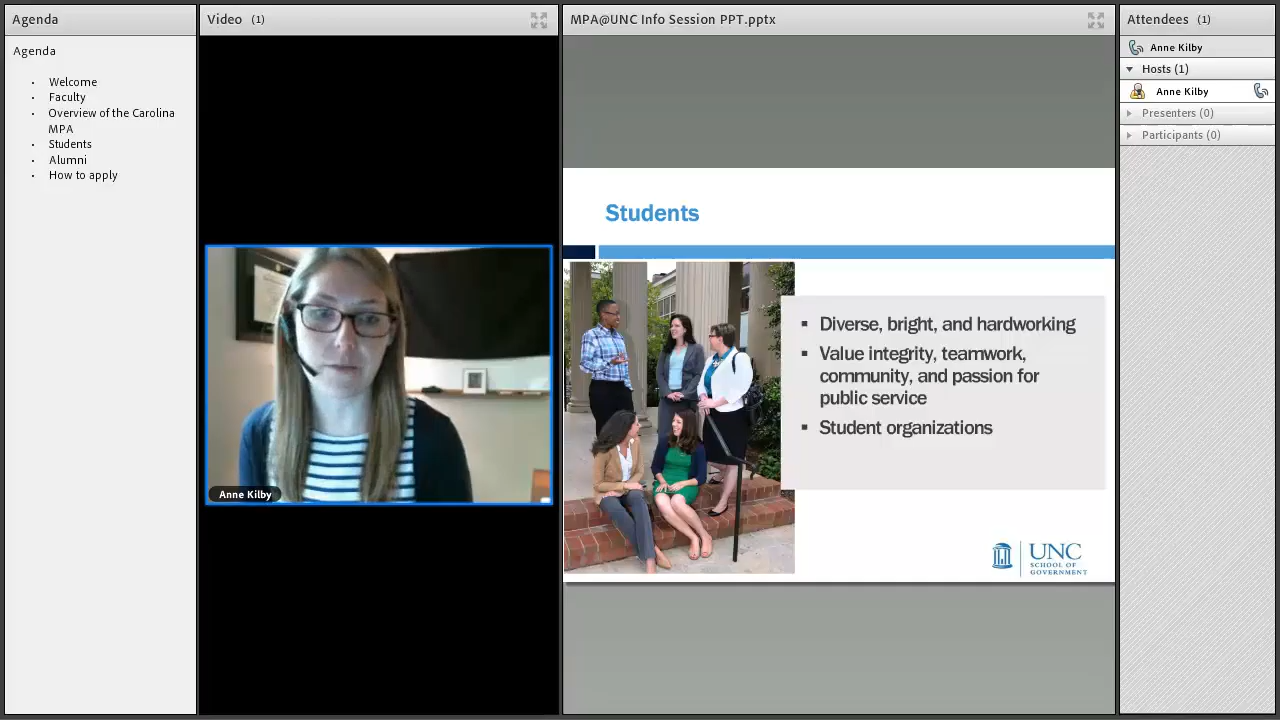 Agenda
Agenda
Welcome
Faculty
Overview of the Carolina
MPA
Students
Alumni
How to apply
Video (1)
Anne Kilby
MPA@UNC Info Session PPT.pptx
Students
▪ Diverse, bright, and hardworking
▪ Value integrity, teamwork,
community, and passion for
public service
▪ Student organizations
UNC
SCHOOL OF
GOVERNMENT
Attendees (1)
Anne Kilby
Hosts (1)
Anne Kilby
Presenters (0)
Participants (0)